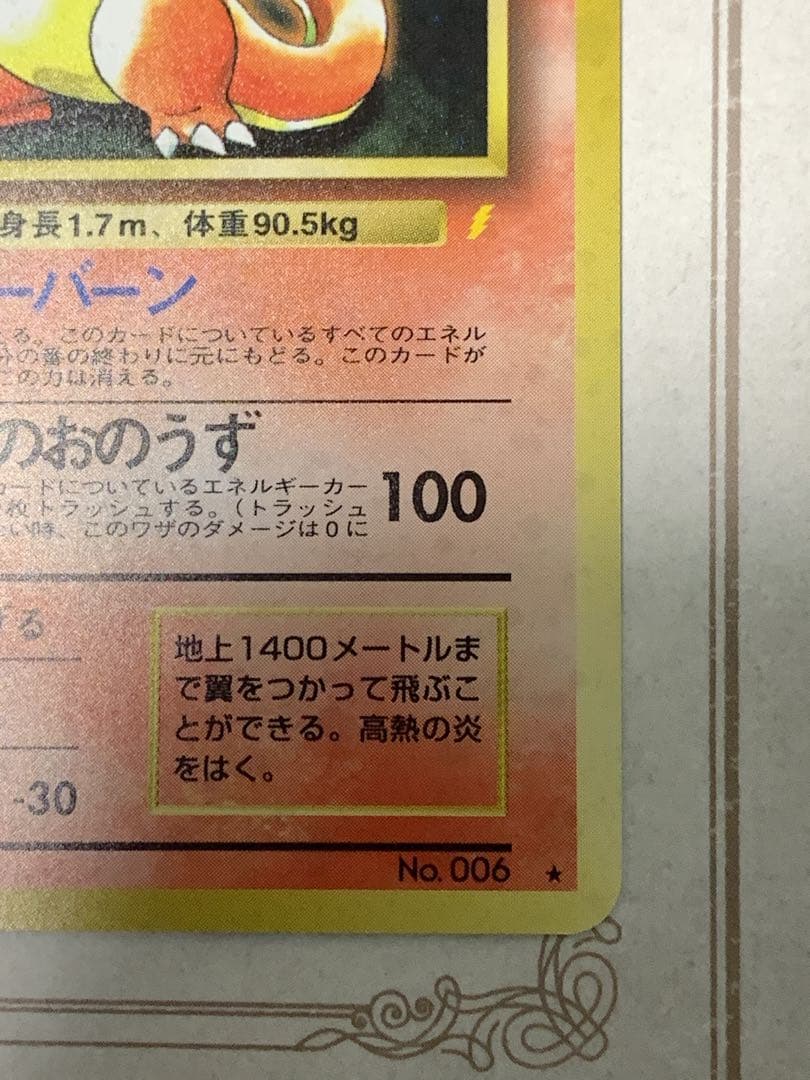 身長1.7m、体重90.5kg
ーバーン
える。このカードについているすべてのエネル
分の番の終わりに元にもどる。このカードが
この力は消える。
のおのうず
カードについているエネルギーカー
枚トラッシュする。(トラッシュ
い時、このワザのダメージは0に
100
げる
地上1400メートルま
で翼をつかって飛ぶこ
とができる。高熱の炎
をはく。
-30
No. 006 ★